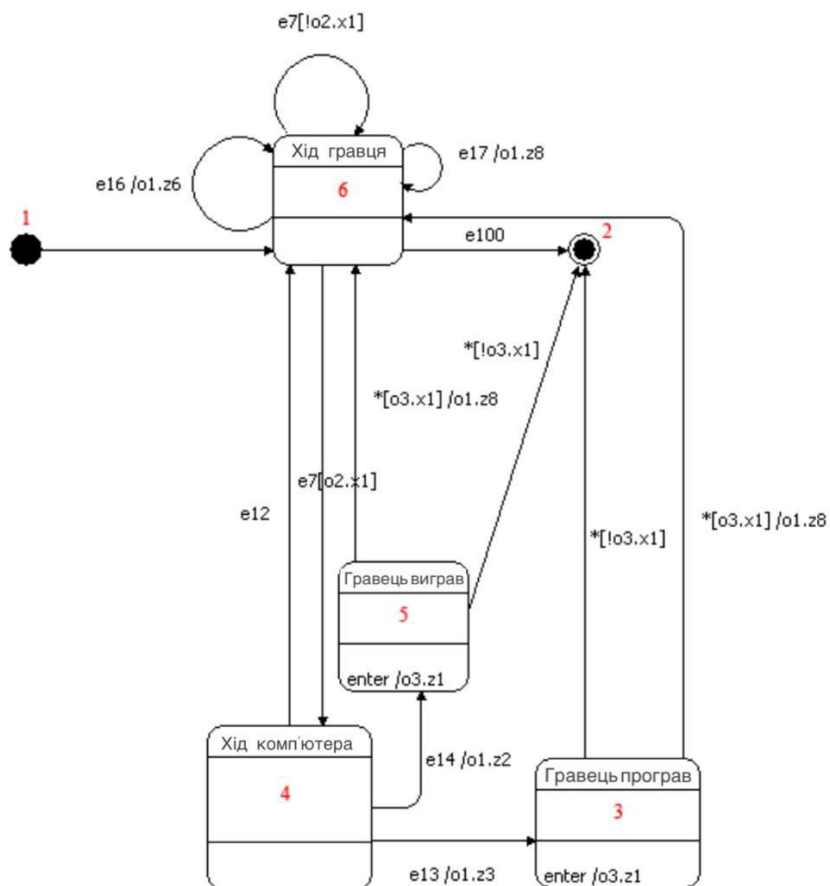 e7[!o2.x1]
Хід гравця
e17 /o1.z8
e16 /o1.z6
6
1
e100
2
*[!o3.x1]
*[o3.x1] /o1.z8
e7[o2.x1]
e12
*[!o3.x1]
*[o3.x1] /o1.z8
Гравець виграв
5
enter /o3.z1
Хід комп'ютера
4
e14 /o1.z2
Гравець програв
3
e13 /o1.z3
enter /o3.z1